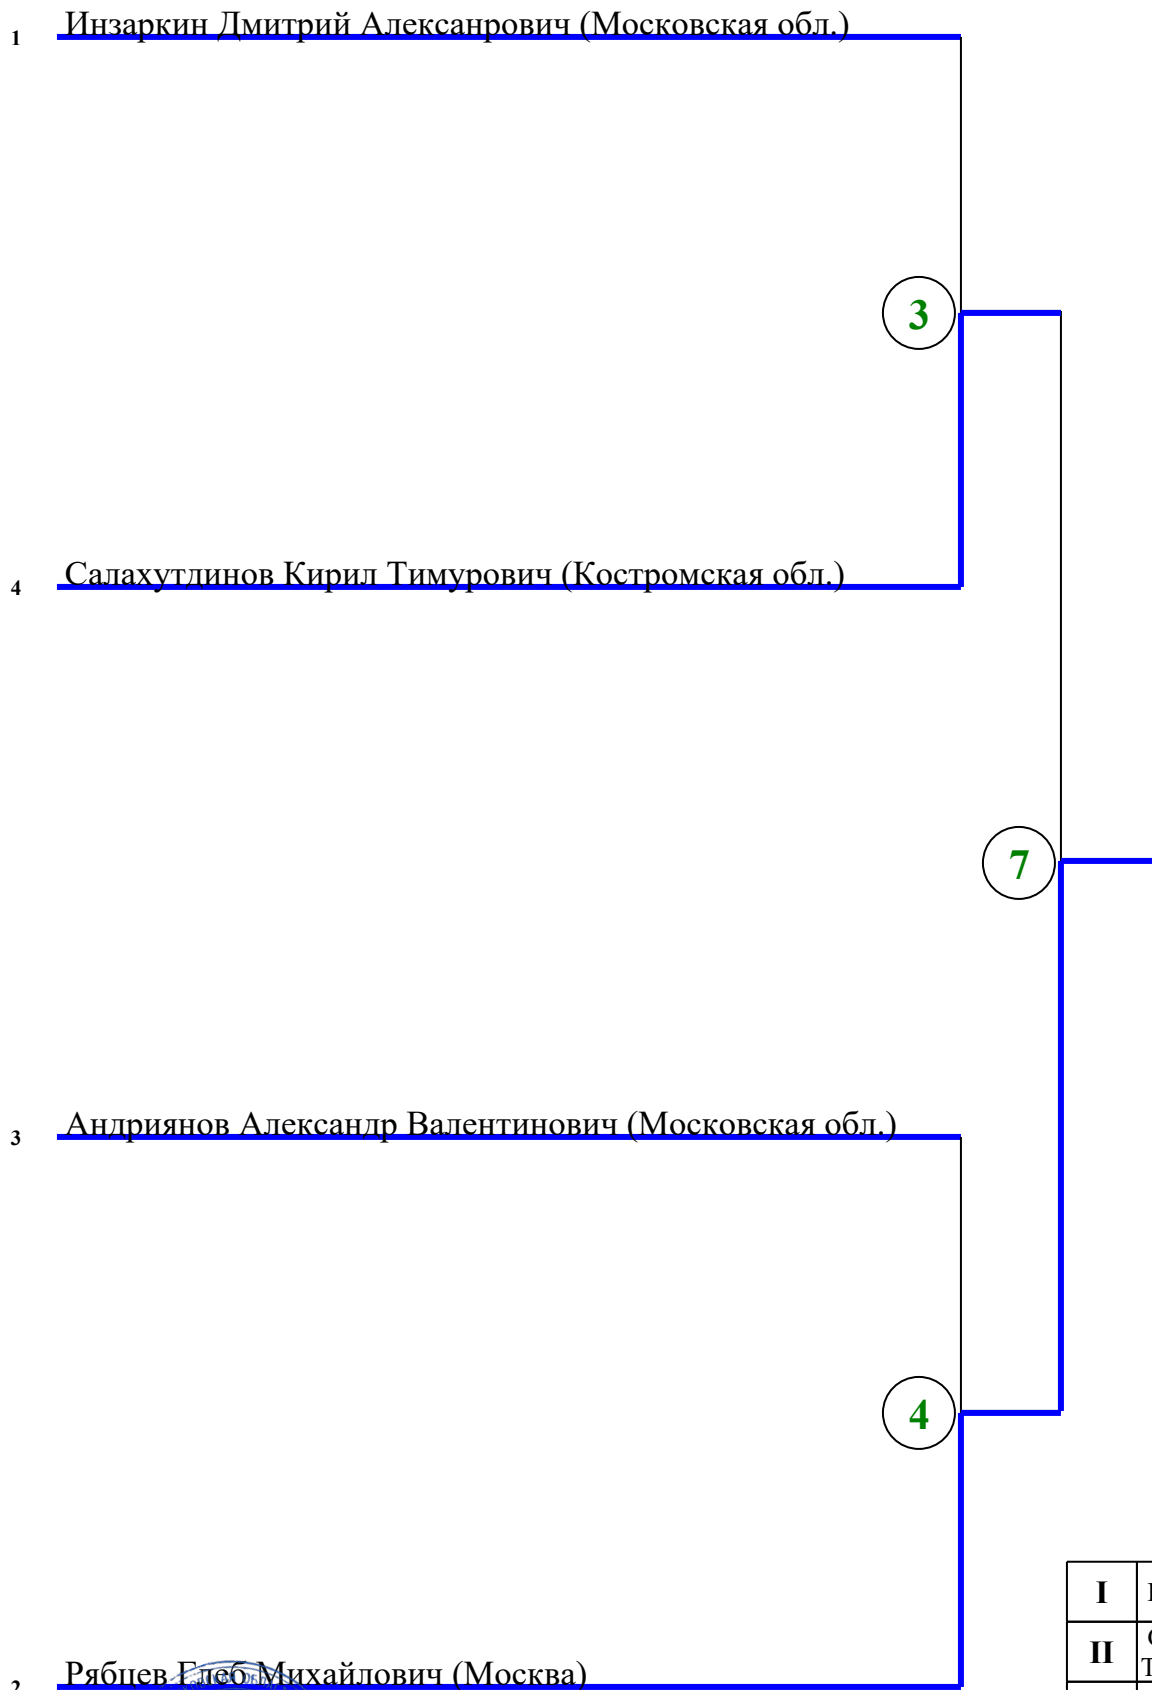 1 Инзаркин Дмитрий Алексанрович (Московская обл.)
3
4 Салахутдинов Кирил Тимурович (Костромская обл.)
7
3 Андриянов Александр Валентинович (Московская обл.)
4
I
II
2 Рябцев Глеб Михайлович (Москва)